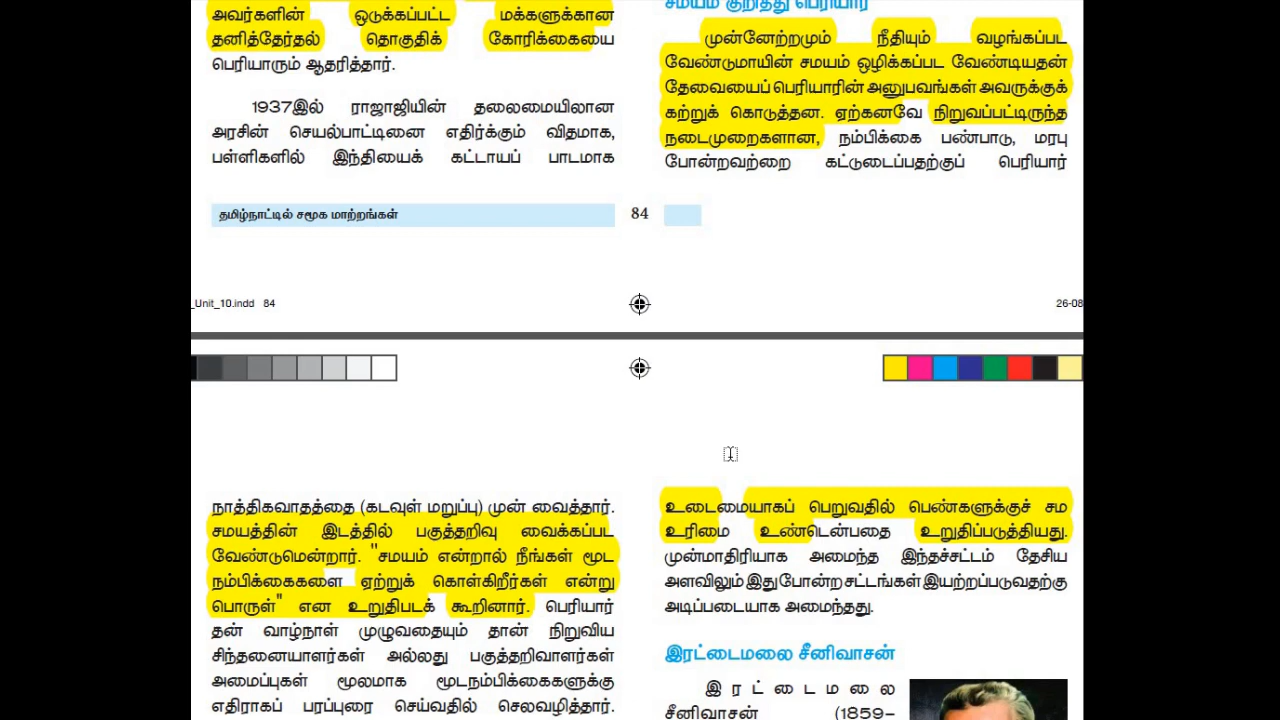 அவர்களின் ஒடுக்கப்பட்ட மக்களுக்கான
தனித்தேர்தல் தொகுதிக் கோரிக்கையை
பெரியாரும் ஆதரித்தார்.
1937இல் ராஜாஜியின் தலைமையிலான
அரசின் செயல்பாட்டினை எதிர்க்கும் விதமாக,
பள்ளிகளில் இந்தியைக் கட்டாயப் பாடமாக
சமயம் குறித்து பெரியார்
முன்னேற்றமும் நீதியும் வழங்கப்பட
வேண்டுமாயின் சமயம் ஒழிக்கப்பட வேண்டியதன்
தேவையைப் பெரியாரின் அனுபவங்கள் அவருக்குக்
கற்றுக் கொடுத்தன. ஏற்கனவே நிறுவப்பட்டிருந்த
நடைமுறைகளான, நம்பிக்கை பண்பாடு, மரபு
போன்றவற்றை கட்டுடைப்பதற்குப் பெரியார்
தமிழ்நாட்டில் சமூக மாற்றங்கள்
84
_Unit_10.indd 84
26-08
நாத்திகவாதத்தை (கடவுள் மறுப்பு) முன் வைத்தார்.
சமயத்தின் இடத்தில் பகுத்தறிவு வைக்கப்பட
வேண்டுமென்றார். "சமயம் என்றால் நீங்கள் மூட
நம்பிக்கைகளை ஏற்றுக் கொள்கிறீர்கள் என்று
பொருள்" என உறுதிபடக் கூறினார். பெரியார்
தன் வாழ்நாள் முழுவதையும் தான் நிறுவிய
சிந்தனையாளர்கள் அல்லது பகுத்தறிவாளர்கள்
அமைப்புகள் மூலமாக மூடநம்பிக்கைகளுக்கு
எதிராகப் பரப்புரை செய்வதில் செலவழித்தார்.
உடைமையாகப் பெறுவதில் பெண்களுக்குச் சம
உரிமை உண்டென்பதை உறுதிப்படுத்தியது.
முன்மாதிரியாக அமைந்த இந்தச்சட்டம் தேசிய
அளவிலும் இதுபோன்ற சட்டங்கள் இயற்றப்படுவதற்கு
அடிப்படையாக அமைந்தது.
இரட்டைமலை சீனிவாசன்
இரட்டைமலை
சீனிவாசன் (1859–